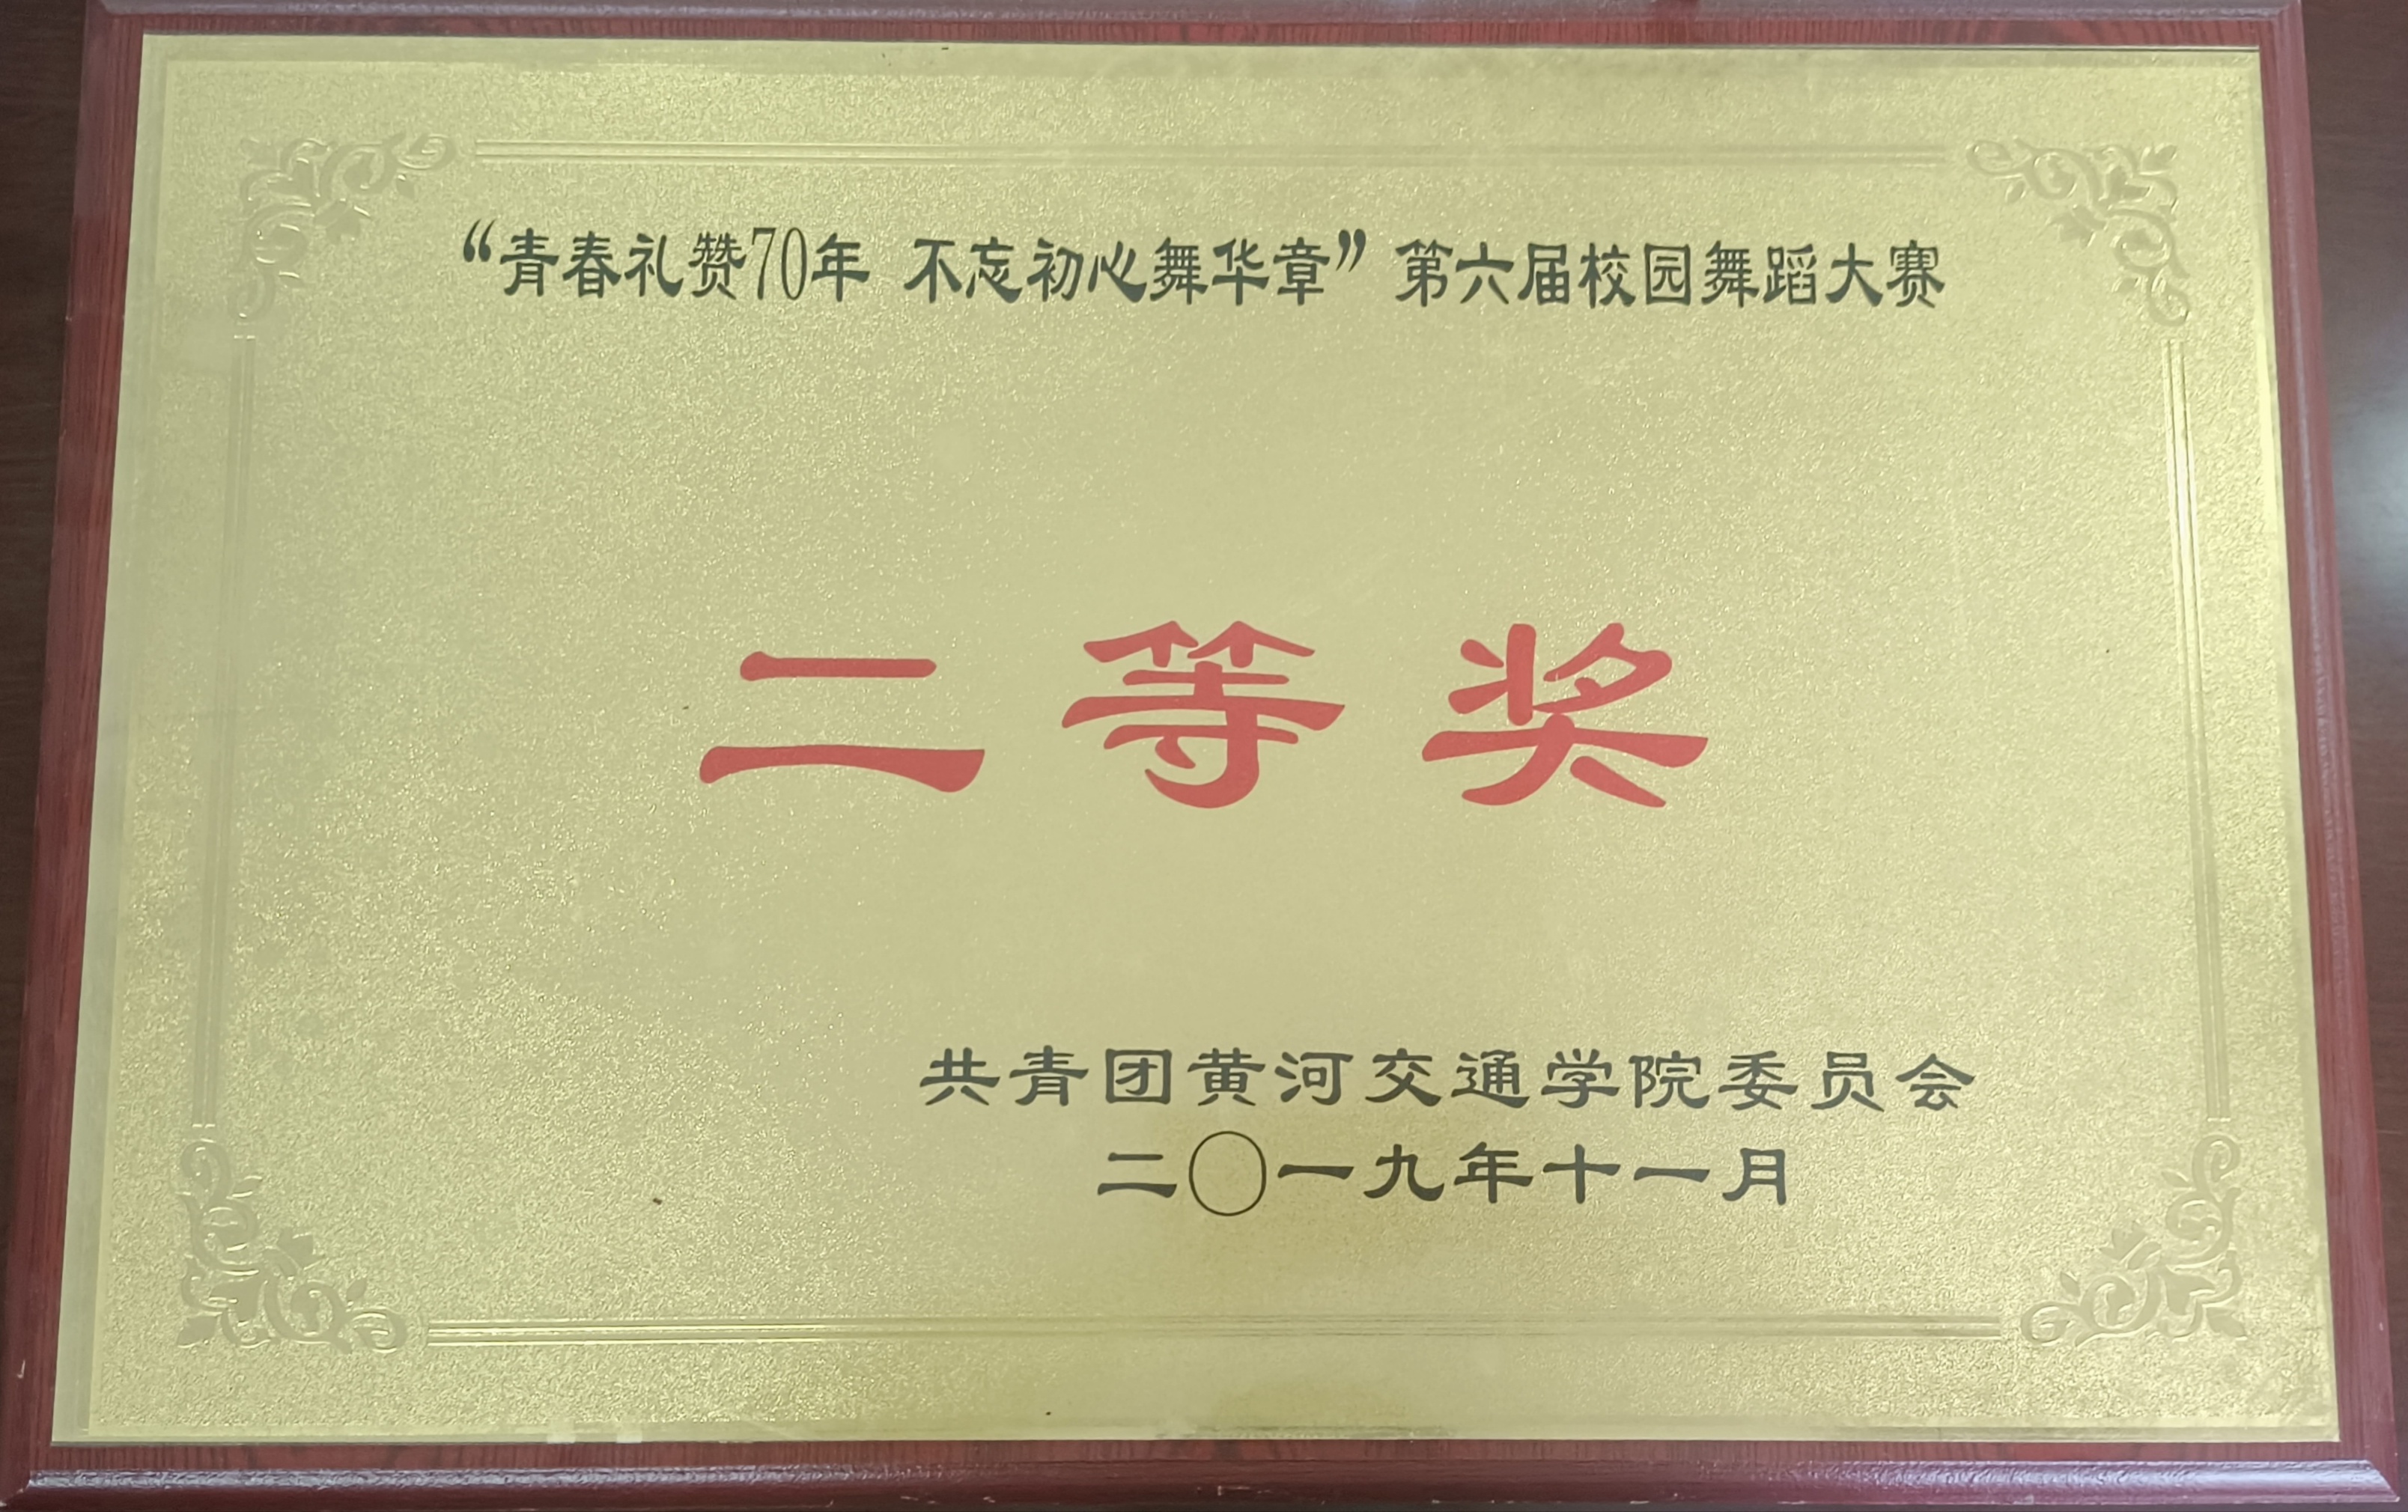 “青春礼赞70年 不忘初心舞华章”第六届校园舞蹈大赛
二等奖
共青团黄河交通学院委员会
二〇一九年十一月